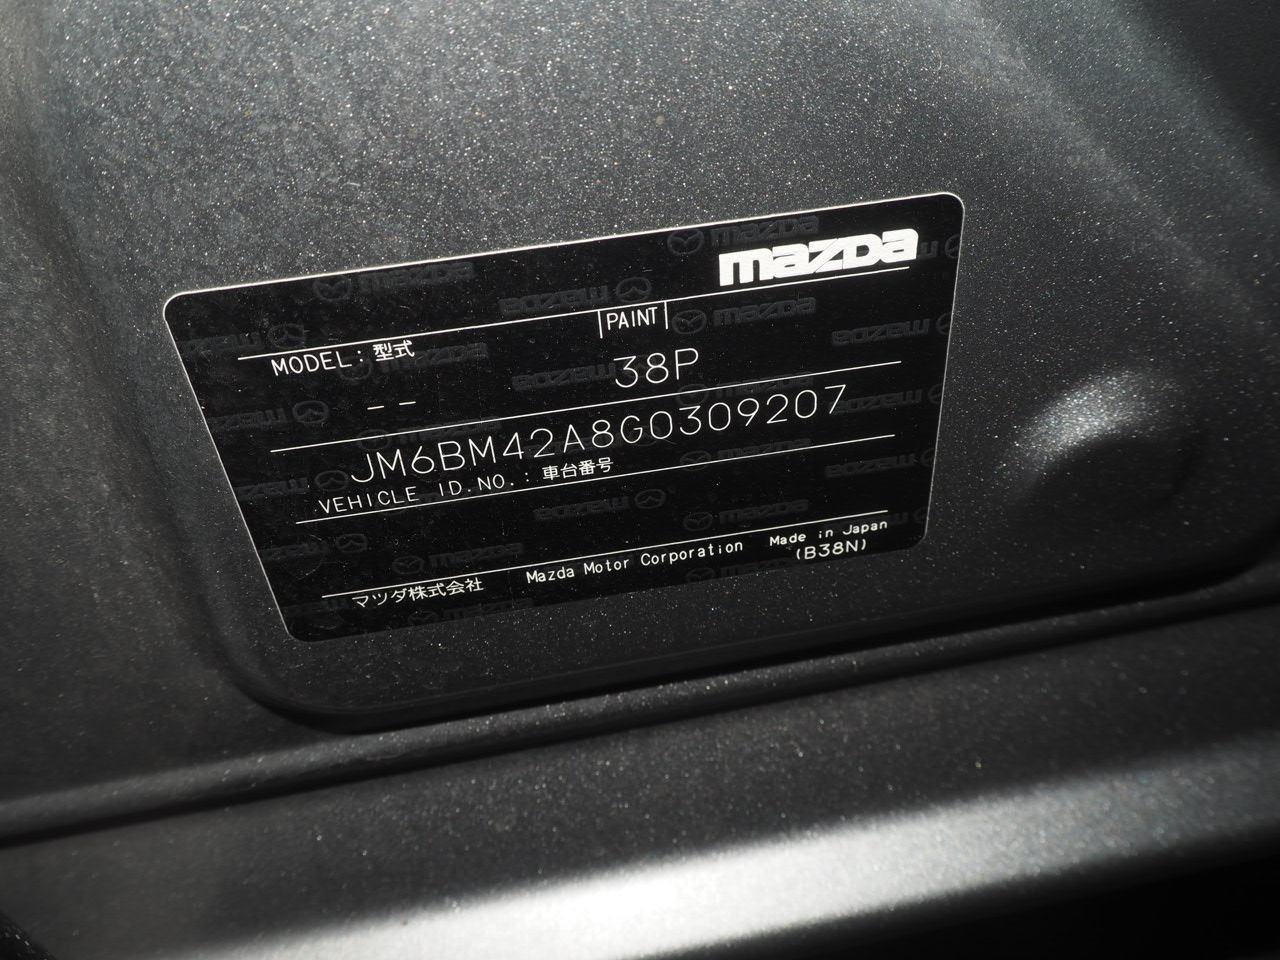 mazda
MODEL: 型式 PAINT
-- 38P
JM6BM42A8G0309207
VEHICLE ID.NO.: 車台番号
マツダ株式会社 Mazda Motor Corporation Made in Japan
(B38N)